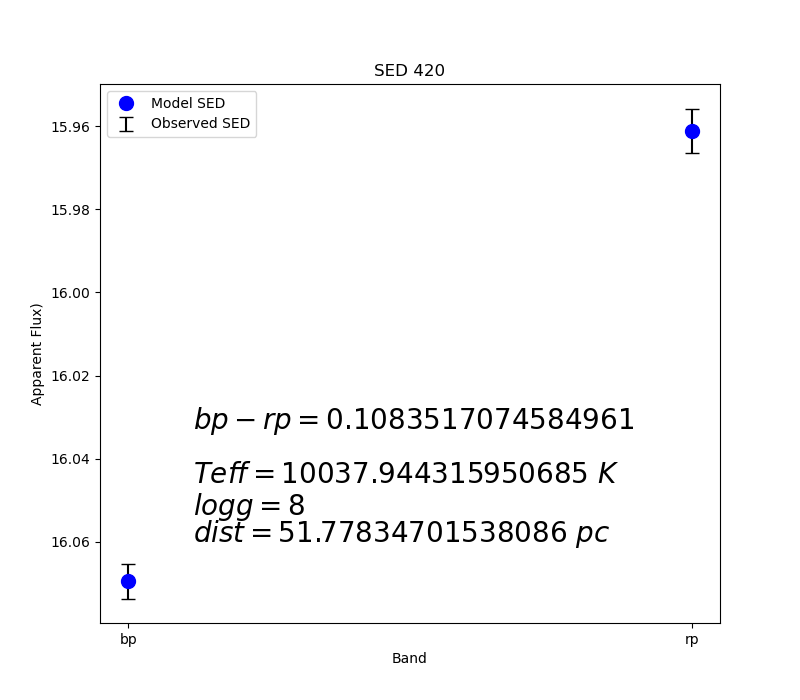 SED 420
Model SED
Observed SED
15.96
15.98
16.00
16.02
16.04
16.06
Apparent Flux)
bp − rp = 0.1083517074584961
Teff = 10037.944315950685 K
logg = 8
dist = 51.77834701538086 pc
bp
rp
Band